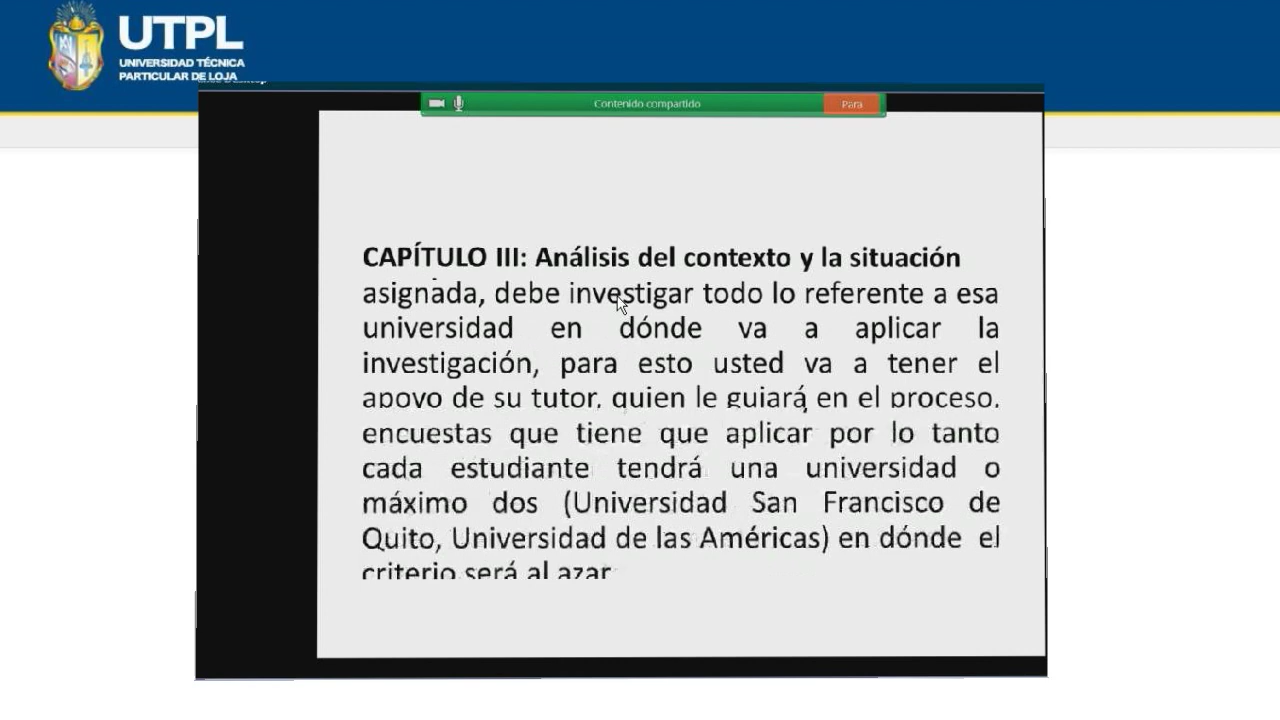 UTPL
UNIVERSIDAD TÉCNICA
PARTICULAR DE LOJA
Contenido compartido
Para
CAPÍTULO III: Análisis del contexto y la situación
asignada, debe investigar todo lo referente a esa
universidad en dónde va a aplicar la
investigación, para esto usted va a tener el
apoyo de su tutor, quien le guiará en el proceso.
encuestas que tiene que aplicar por lo tanto
cada estudiante tendrá una universidad o
máximo dos (Universidad San Francisco de
Quito, Universidad de las Américas) en dónde el
criterio será al azar